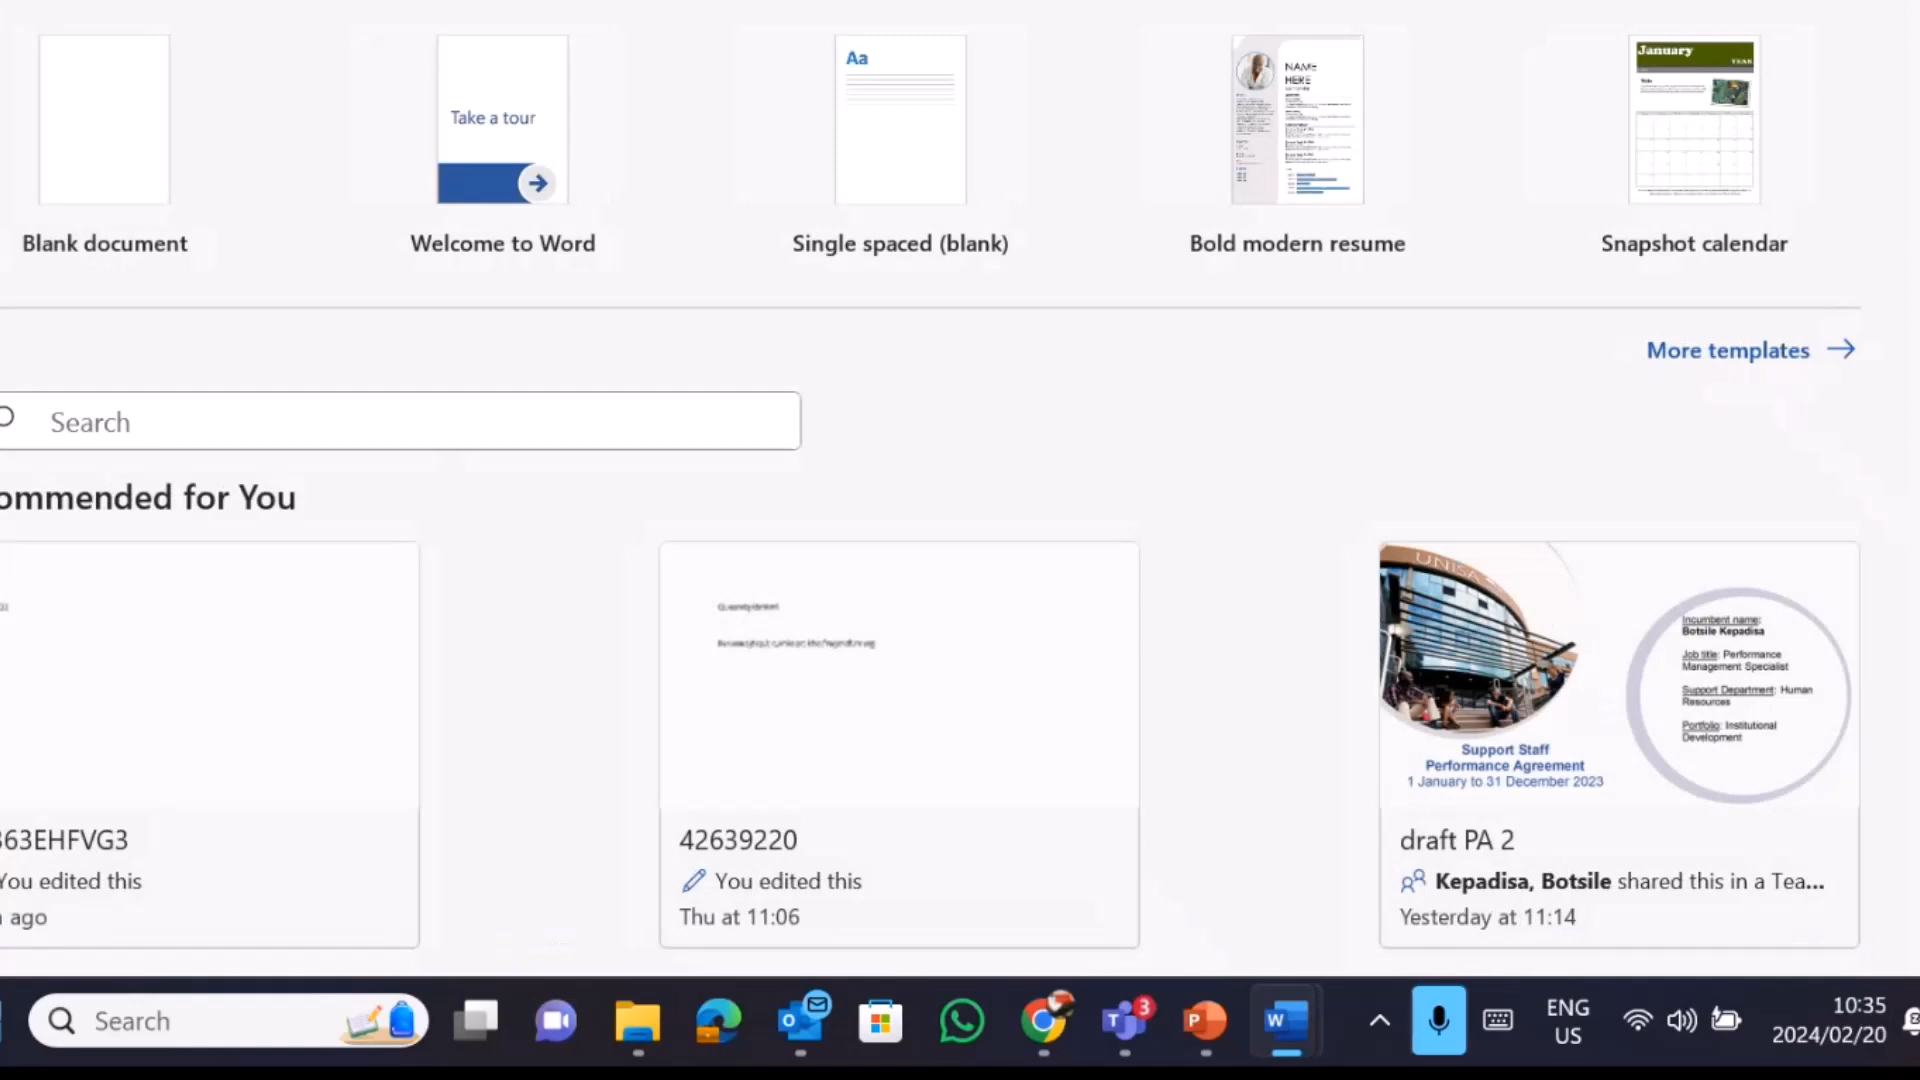 Take a tour
Aa
NAME
HERE
January
YEAR
Blank document
Welcome to Word
Single spaced (blank)
Bold modern resume
Snapshot calendar
More templates
Search
ommended for You
UNISA
Incumbent name:
Botsile Kepadisa
Job title: Performance
Management Specialist
Support Department: Human
Resources
Portfolio: Institutional
Development
Support Staff
Performance Agreement
1 January to 31 December 2023
363EHFVG3
You edited this
ago
42639220
You edited this
Thu at 11:06
draft PA 2
Kepadisa, Botsile shared this in a Tea...
Yesterday at 11:14
Search
3
ENG
US
10:35
2024/02/20